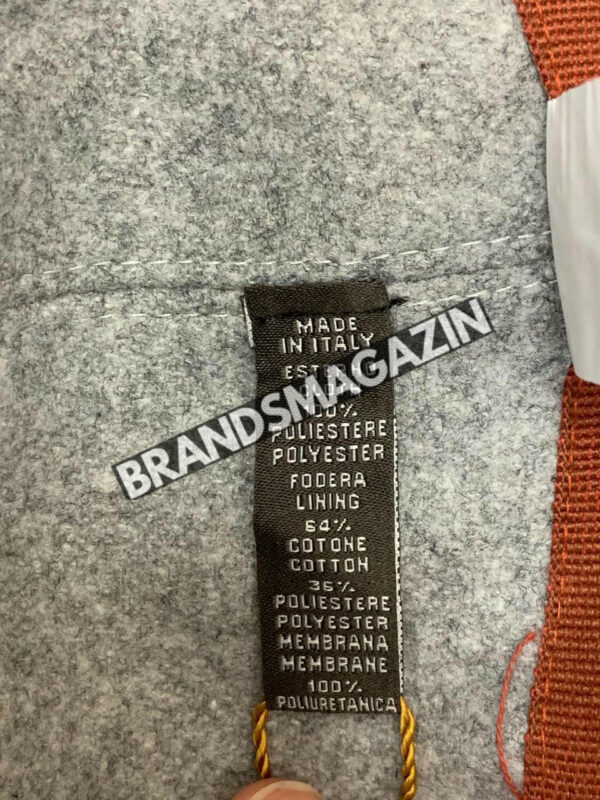 MADE
IN ITALY
100%
POLIESTERE
POLYESTER
FODERA
LINING
64%
COTONE
COTTON
36%
POLIESTERE
POLYESTER
MEMBRANA
MEMBRANE
100%
POLIURETANICA
BRANDSMAGAZIN